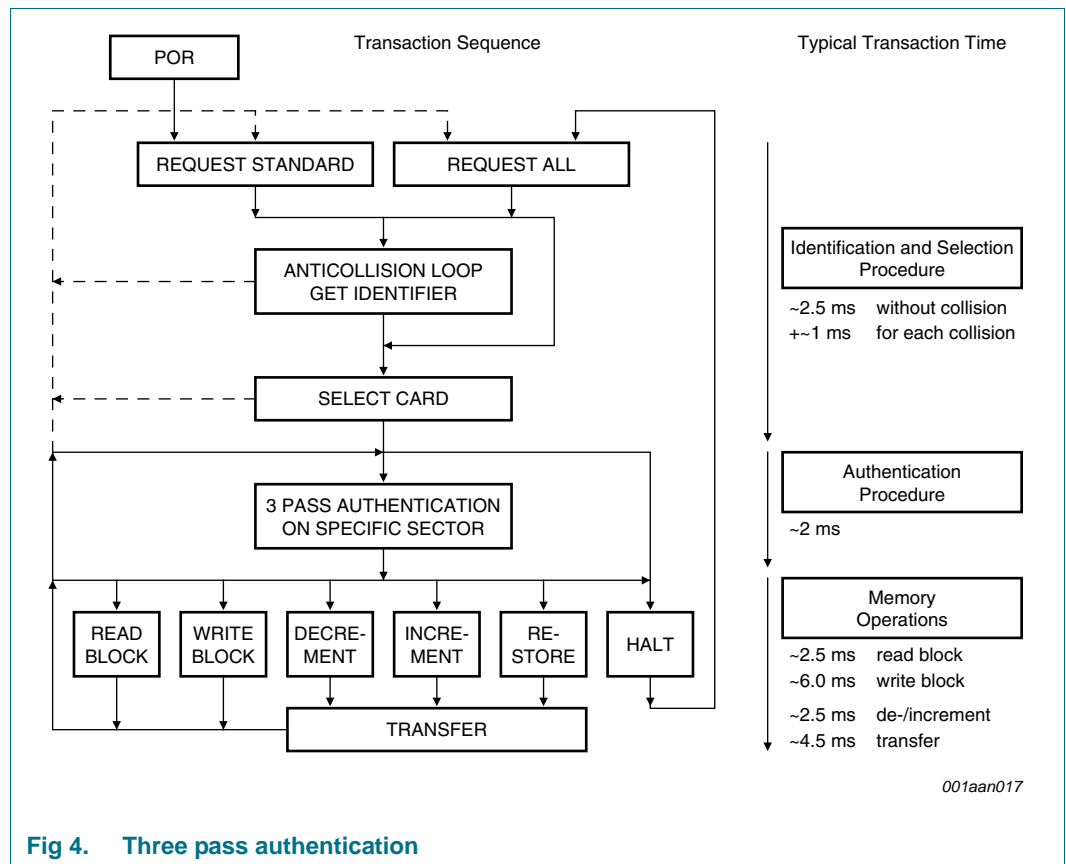 Transaction Sequence
Typical Transaction Time
POR
REQUEST STANDARD
REQUEST ALL
ANTICOLLISION LOOP
GET IDENTIFIER
SELECT CARD
3 PASS AUTHENTICATION
ON SPECIFIC SECTOR
READ
BLOCK
WRITE
BLOCK
DECRE-
MENT
INCRE-
MENT
RE-
STORE
HALT
TRANSFER
Identification and Selection
Procedure
~2.5 ms without collision
+~1 ms for each collision
Authentication
Procedure
~2 ms
Memory
Operations
~2.5 ms read block
~6.0 ms write block
~2.5 ms de-/increment
~4.5 ms transfer
001aan017
Fig 4. Three pass authentication